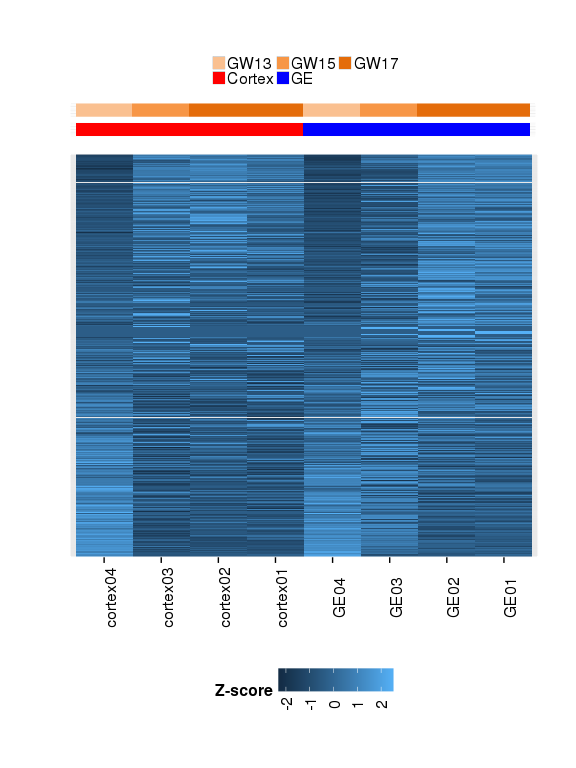 GW13 GW15 GW17
Cortex GE
cortex04 cortex03 cortex02 cortex01 GE04 GE03 GE02 GE01
Z-score -2 -1 0 1 2